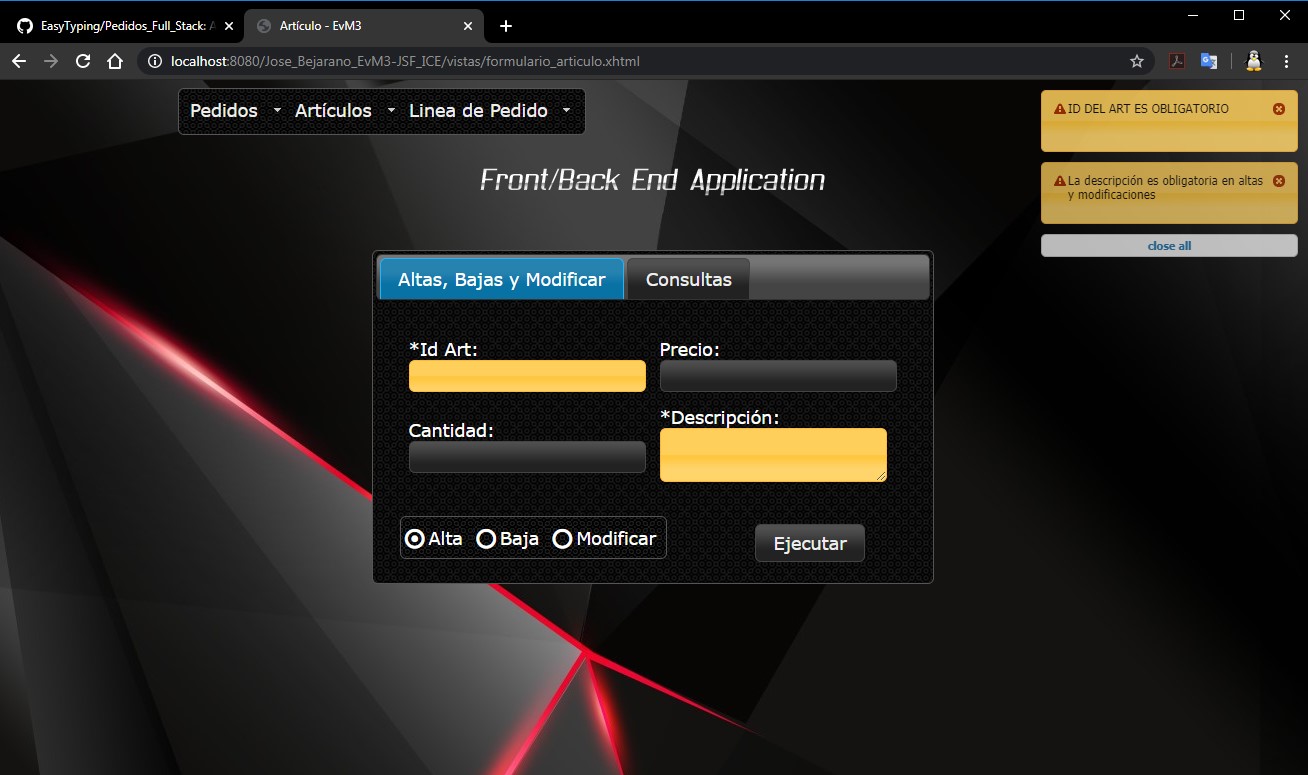 EasyTyping/Pedidos_Full_Stack: A
Artículo - EvM3
localhost:8080/Jose_Bejarano_EvM3-JSF_ICE/vistas/formulario_articulo.xhtml
Pedidos Artículos Linea de Pedido
ID DEL ART ES OBLIGATORIO
La descripción es obligatoria en altas
y modificaciones
close all
Front/Back End Application
Altas, Bajas y Modificar Consultas
*Id Art: Precio:
Cantidad: *Descripción:
Alta Baja Modificar Ejecutar